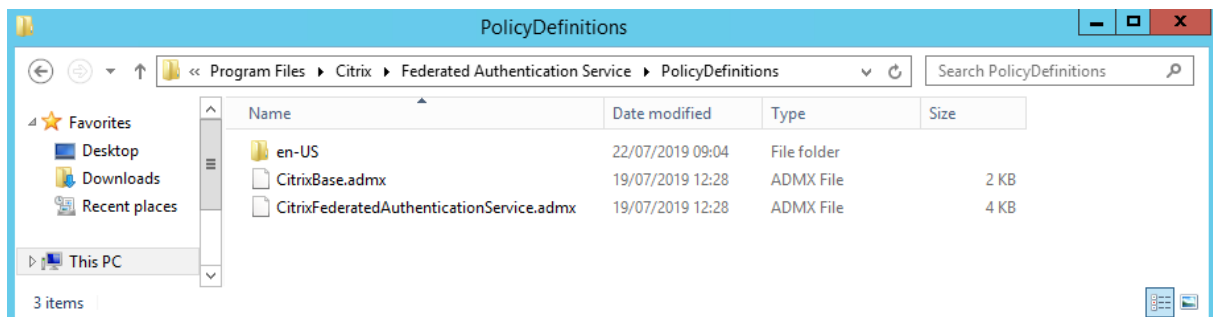 PolicyDefinitions
« Program Files Citrix Federated Authentication Service PolicyDefinitions
Search PolicyDefinitions
Favorites
Desktop
Downloads
Recent places
This PC
Name Date modified Type Size
en-US 22/07/2019 09:04 File folder
CitrixBase.admx 19/07/2019 12:28 ADMX File 2 KB
CitrixFederatedAuthenticationService.admx 19/07/2019 12:28 ADMX File 4 KB
3 items